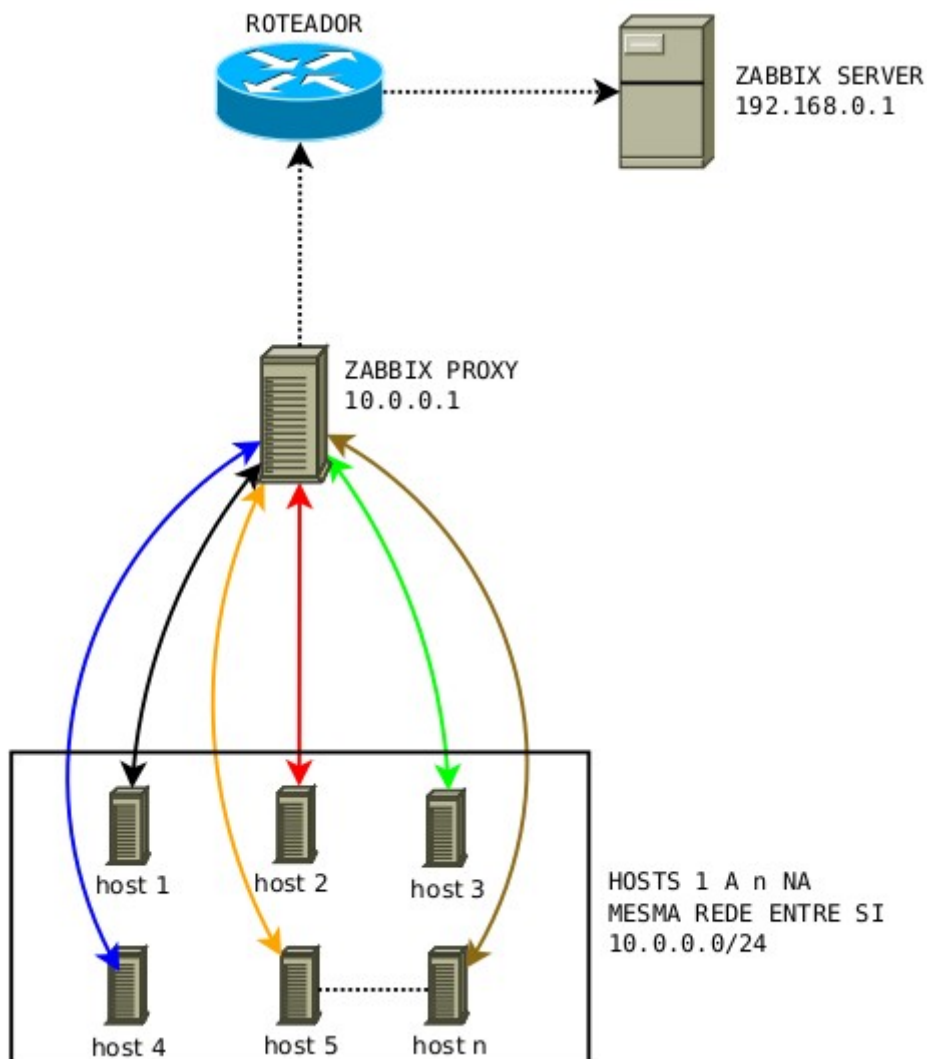 ROTEADOR
ZABBIX SERVER
192.168.0.1
ZABBIX PROXY
10.0.0.1
host 1
host 2
host 3
HOSTS 1 A n NA
MESMA REDE ENTRE SI
10.0.0.0/24
host 4
host 5
host n